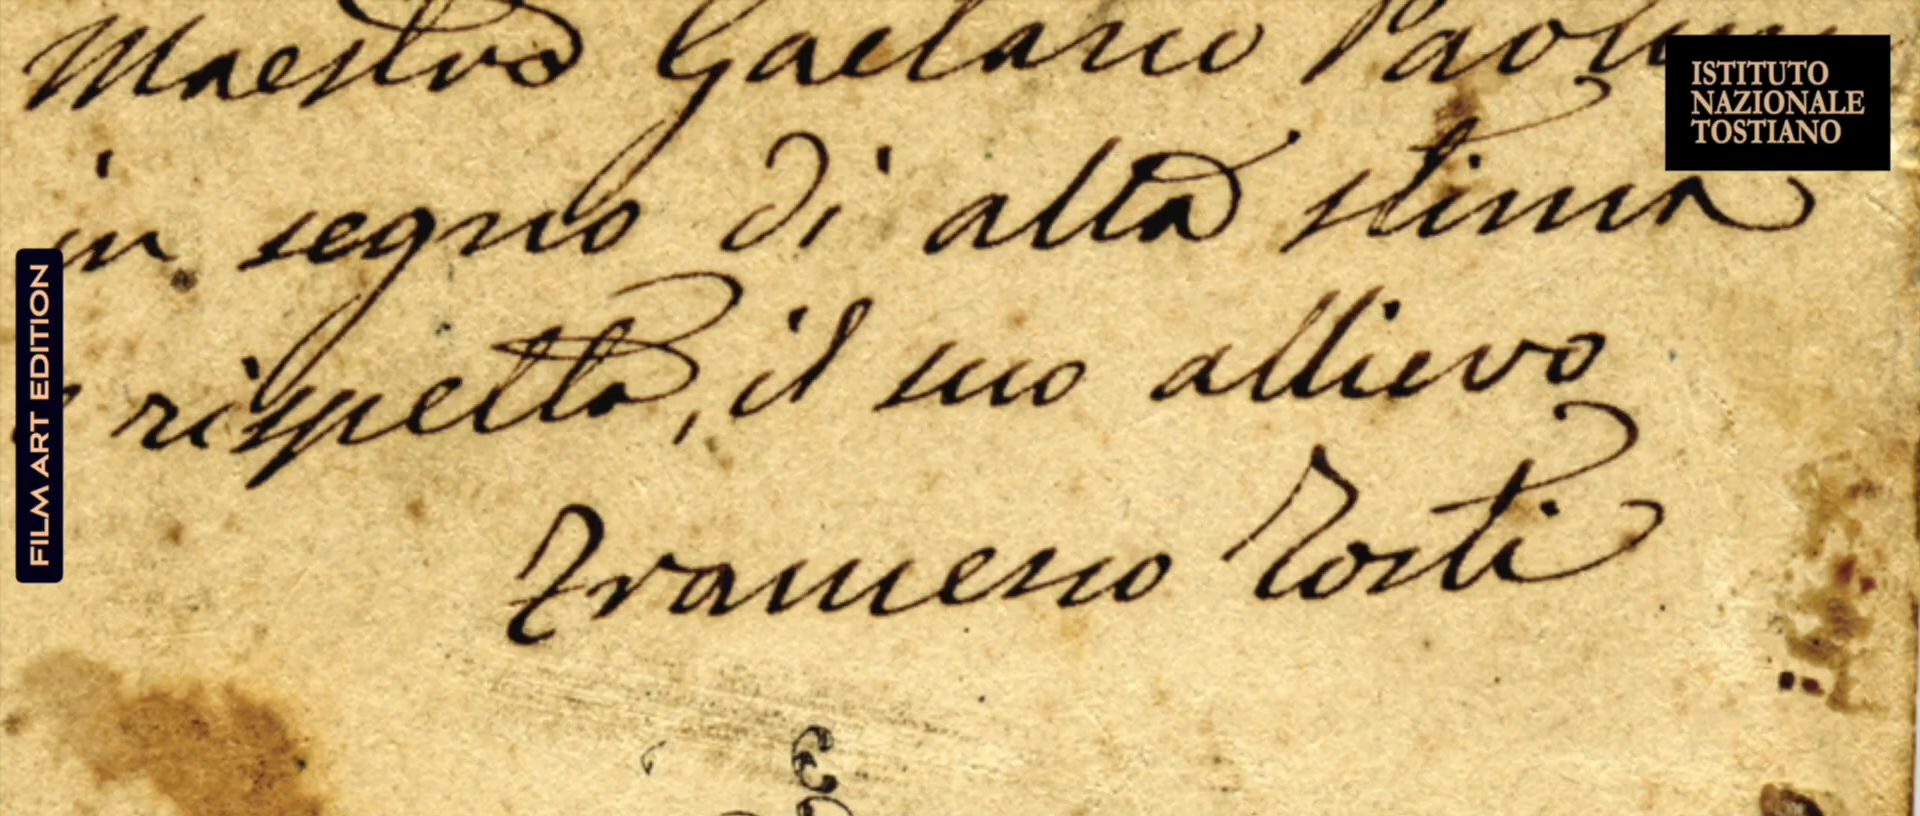 Maestro Gaetano Paolini
in segno di alta stima
e rispetto, il suo allievo
Francesco Tosti
ISTITUTO
NAZIONALE
TOSTIANO
FILM ART EDITION